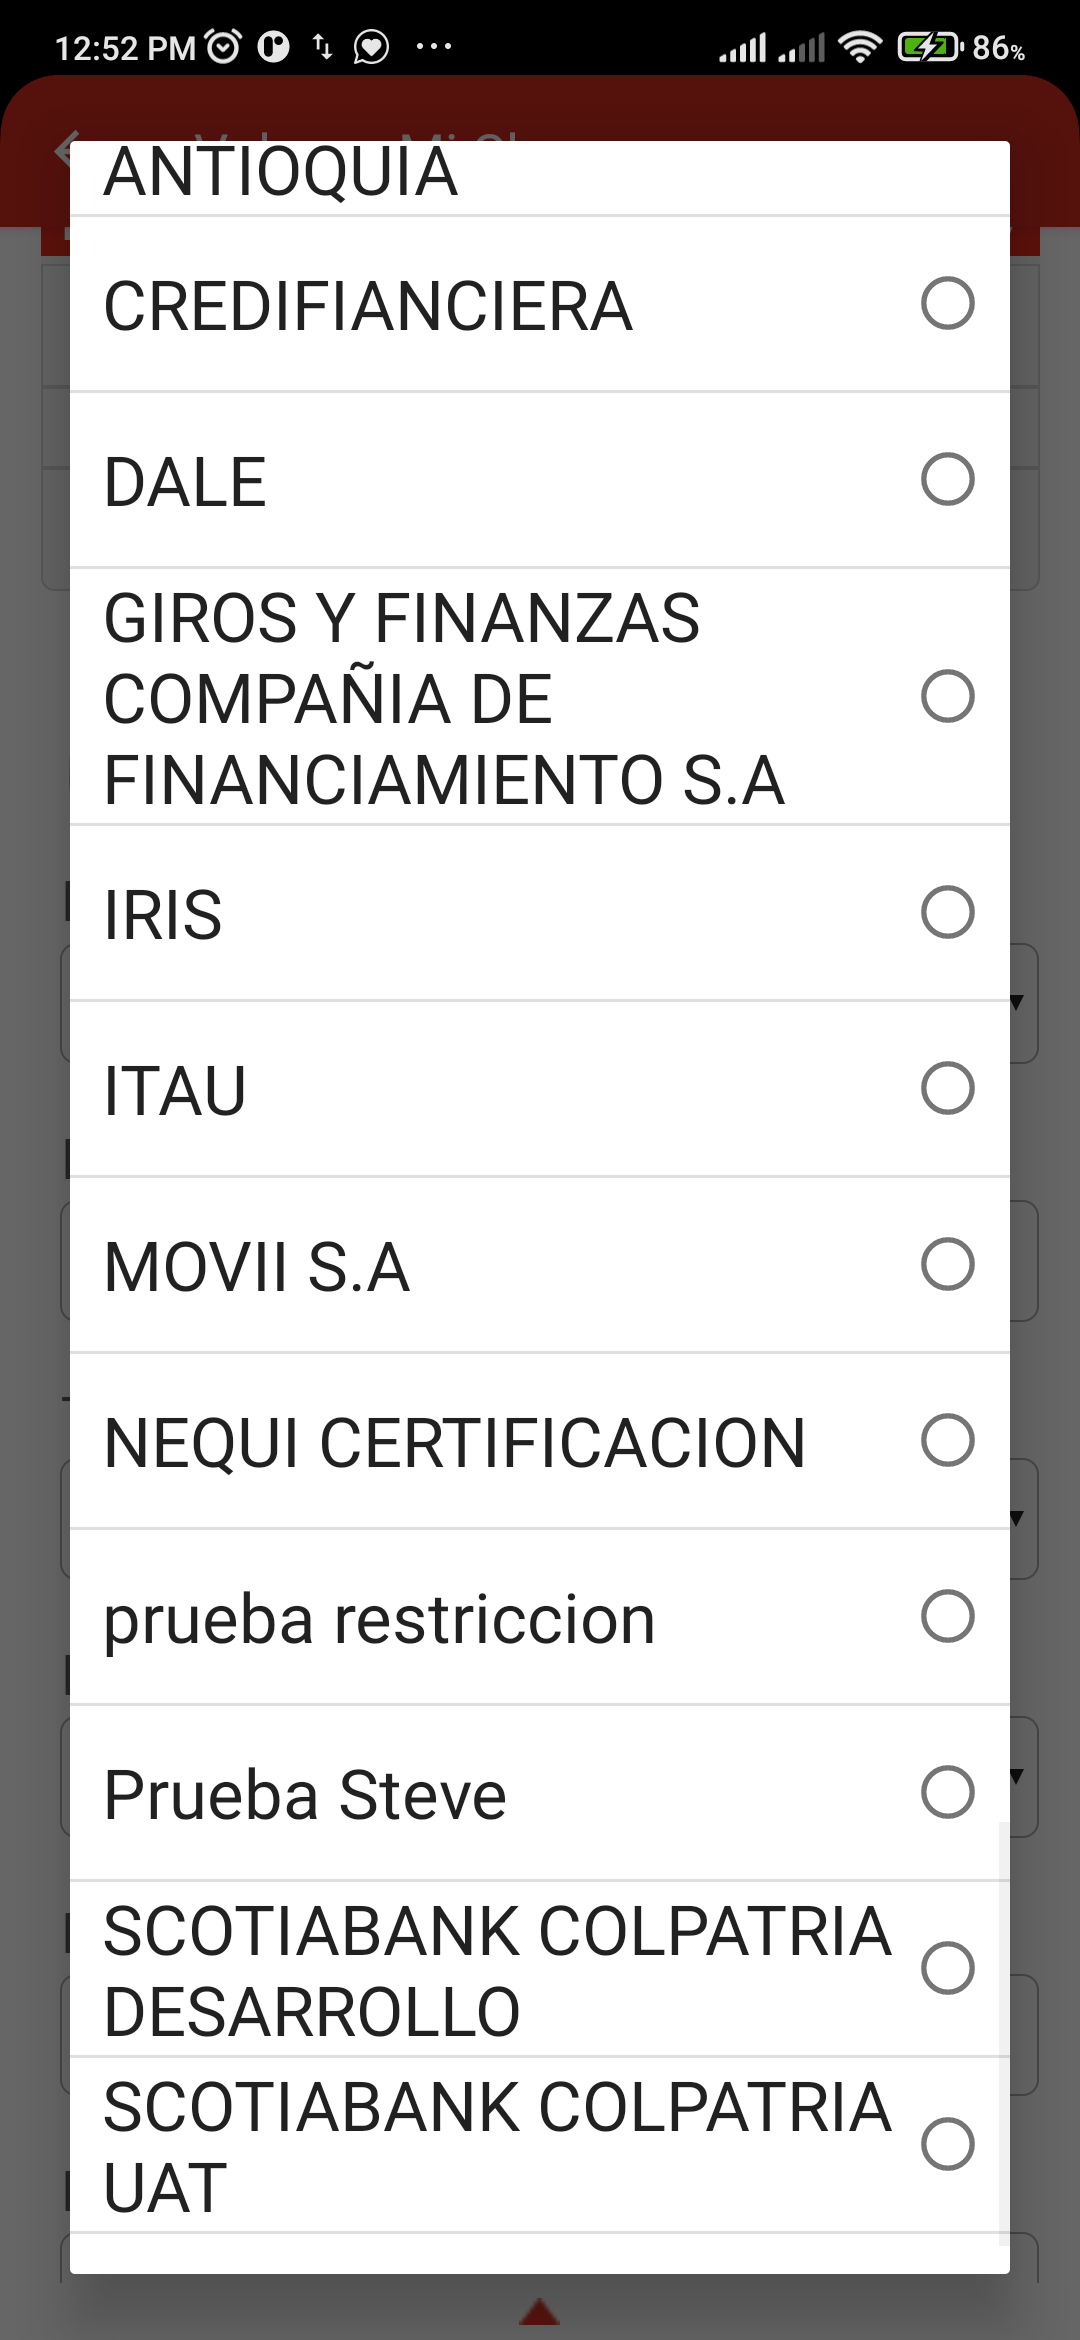 12:52 PM
86%
ANTIOQUIA
CREDIFIANCIERA
DALE
GIROS Y FINANZAS
COMPAÑIA DE
FINANCIAMIENTO S.A
IRIS
ITAU
MOVII S.A
NEQUI CERTIFICACION
prueba restriccion
Prueba Steve
SCOTIABANK COLPATRIA
DESARROLLO
SCOTIABANK COLPATRIA
UAT